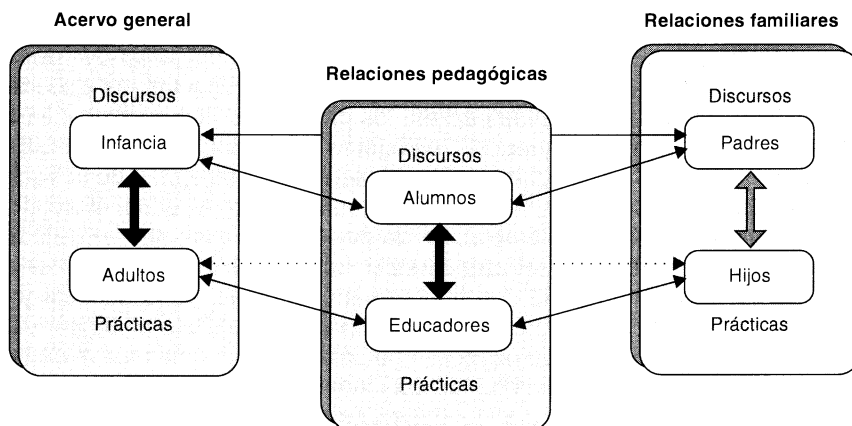 Acervo general
Discursos
Infancia
Adultos
Prácticas
Relaciones pedagógicas
Discursos
Alumnos
Educadores
Prácticas
Relaciones familiares
Discursos
Padres
Hijos
Prácticas